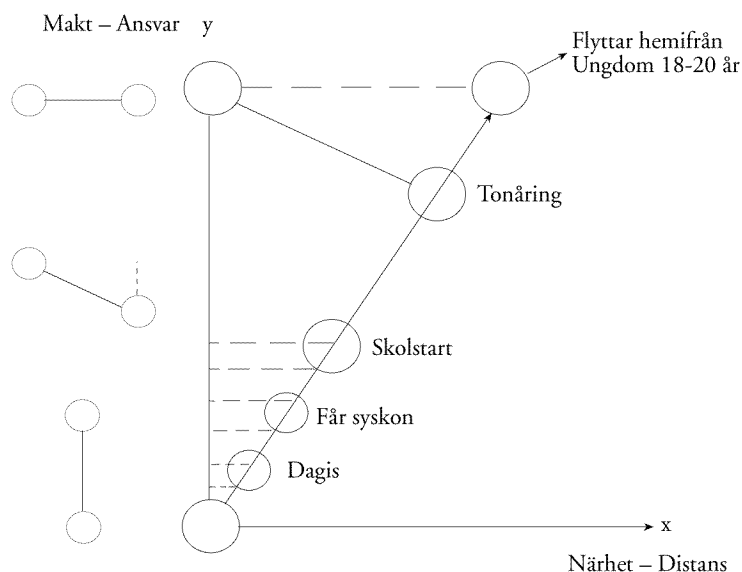 Makt – Ansvar y
Flyttar hemifrån
Ungdom 18-20 år
Tonåring
Skolstart
Får syskon
Dagis
x
Närhet – Distans